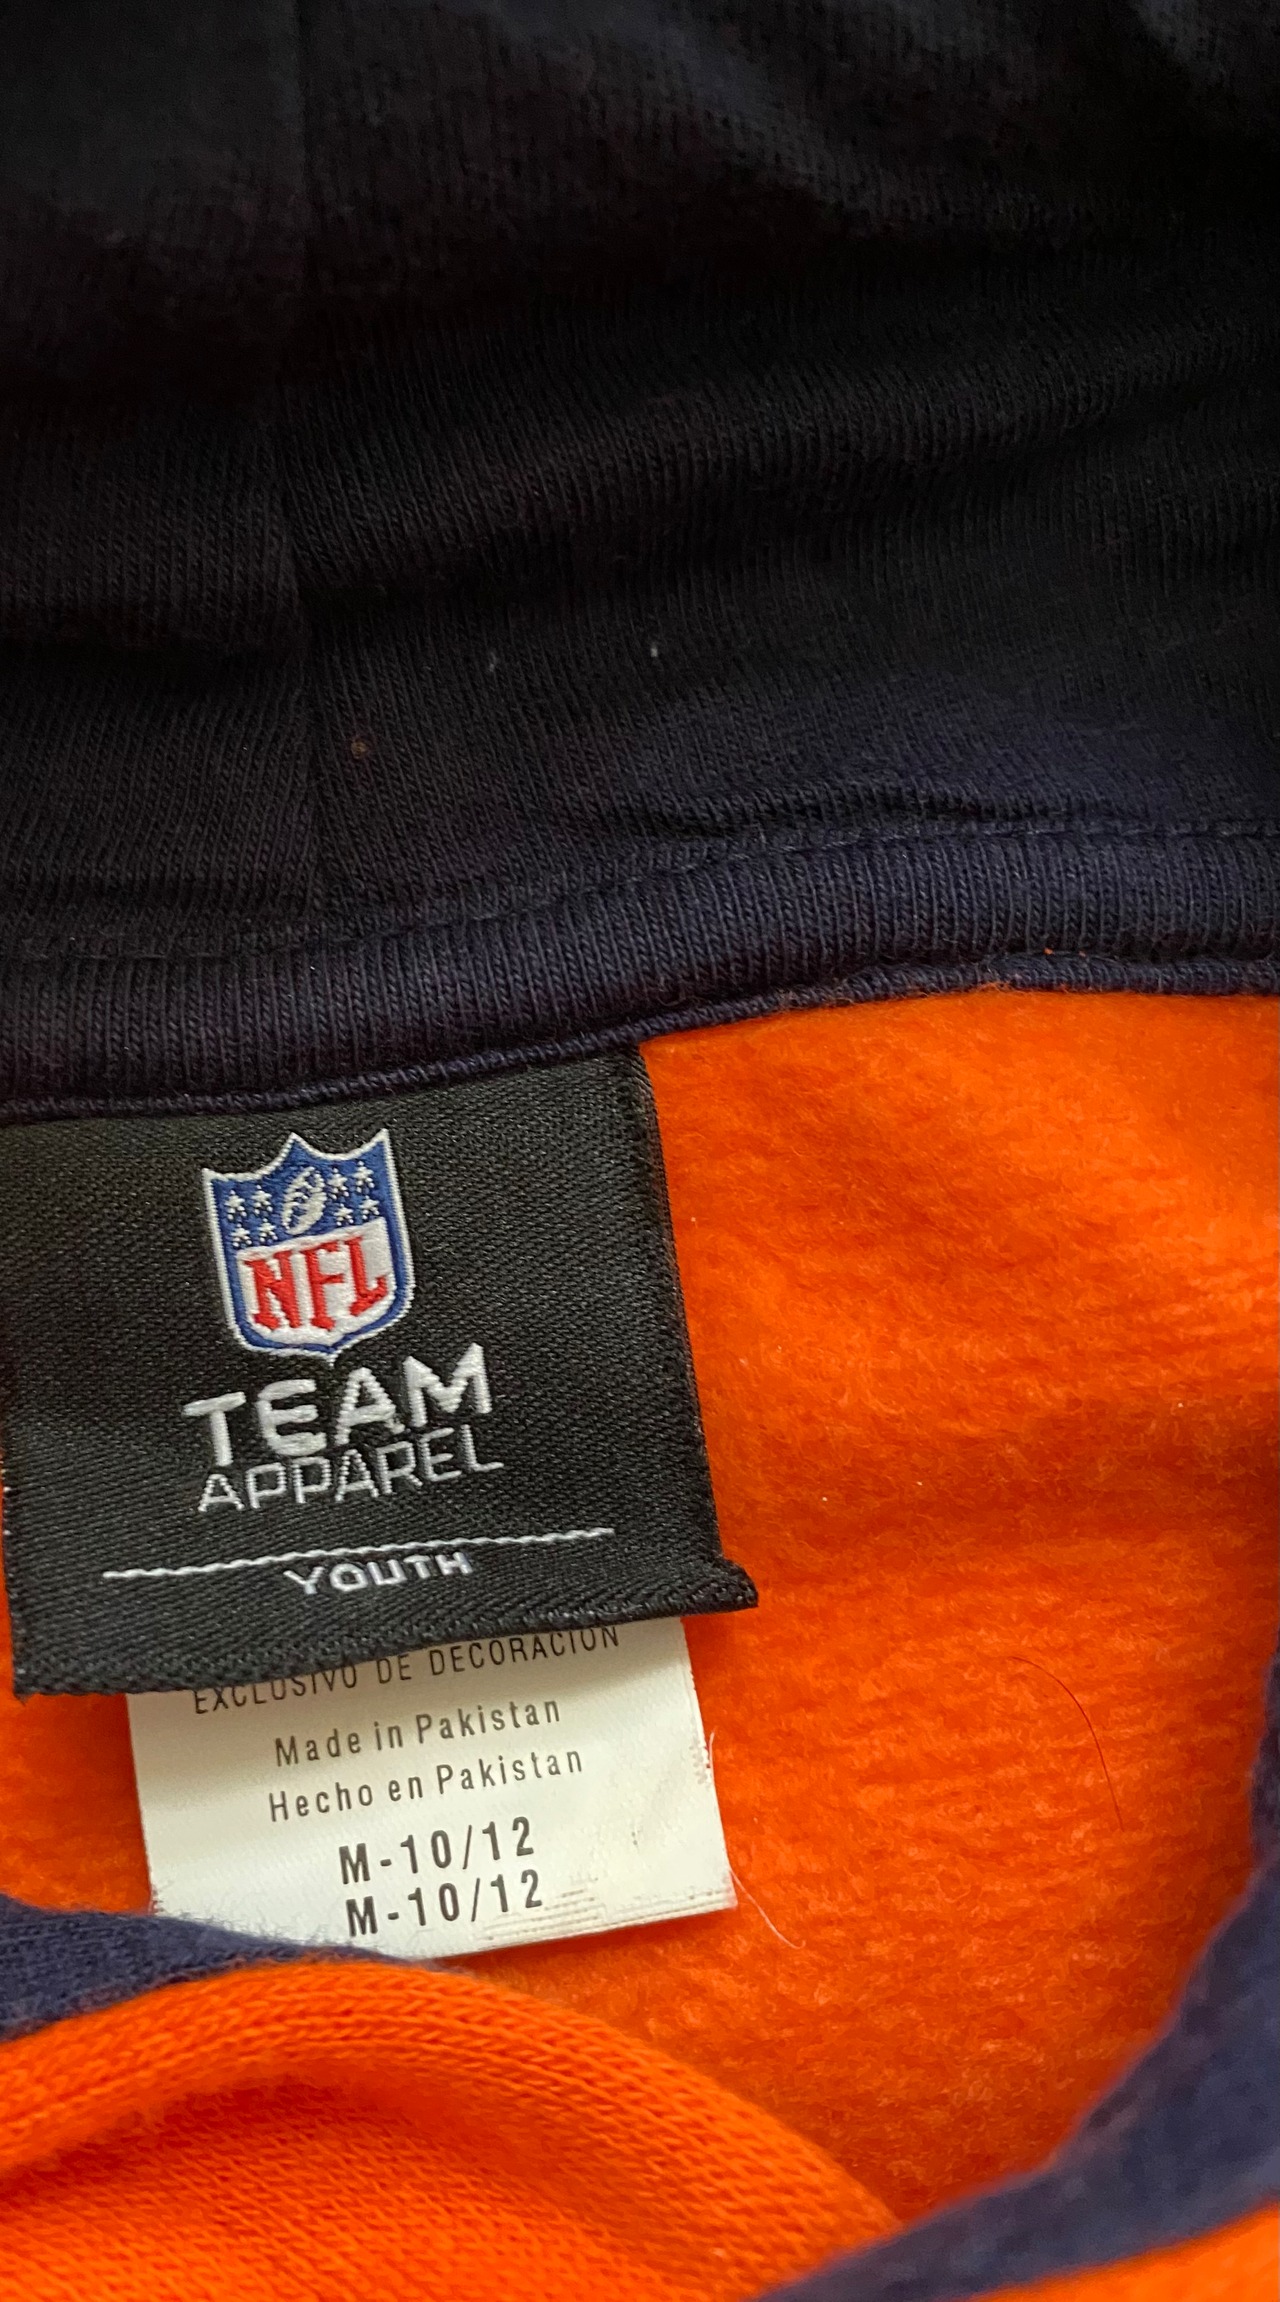 NFL
TEAM
APPAREL
YOUTH
EXCLUSIVO DE DECORACION
Made in Pakistan
Hecho en Pakistan
M-10/12
M-10/12